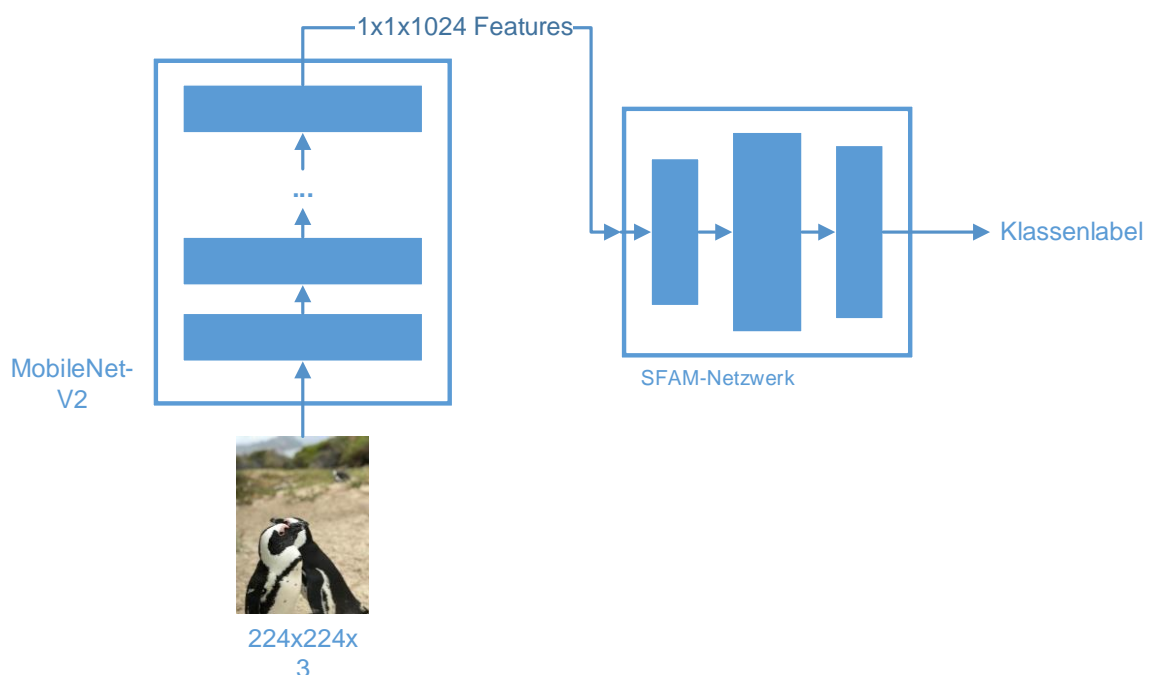 1x1x1024 Features
...
Klassenlabel
MobileNet-
V2
SFAM-Netzwerk
224x224x
3